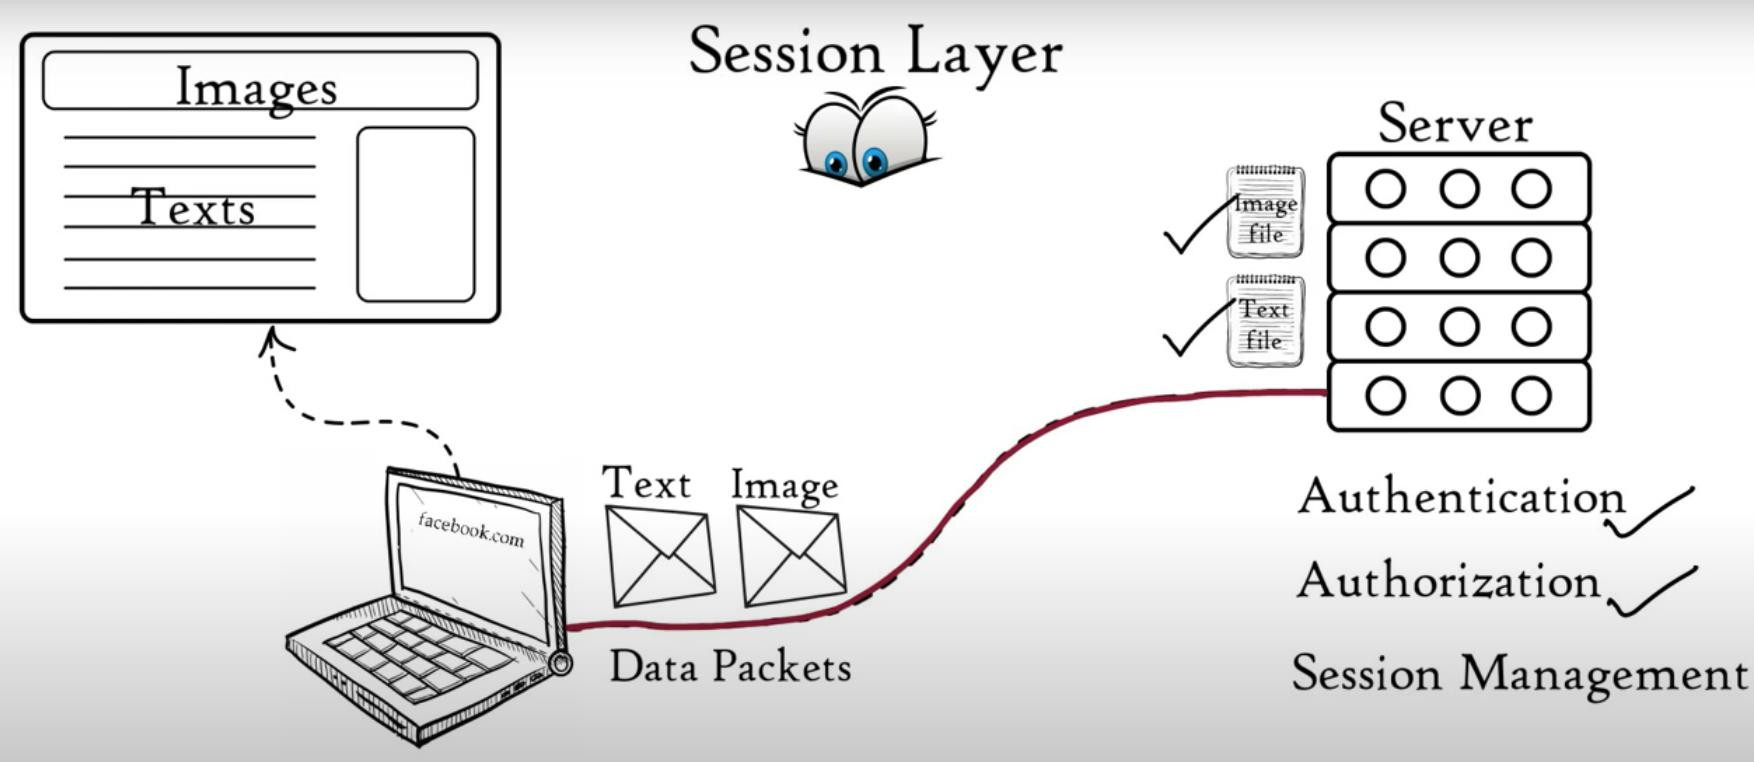 Session Layer
Images
Texts
Server
Image
file
Text
file
facebook.com
Text
Image
Data Packets
Authentication
Authorization
Session Management